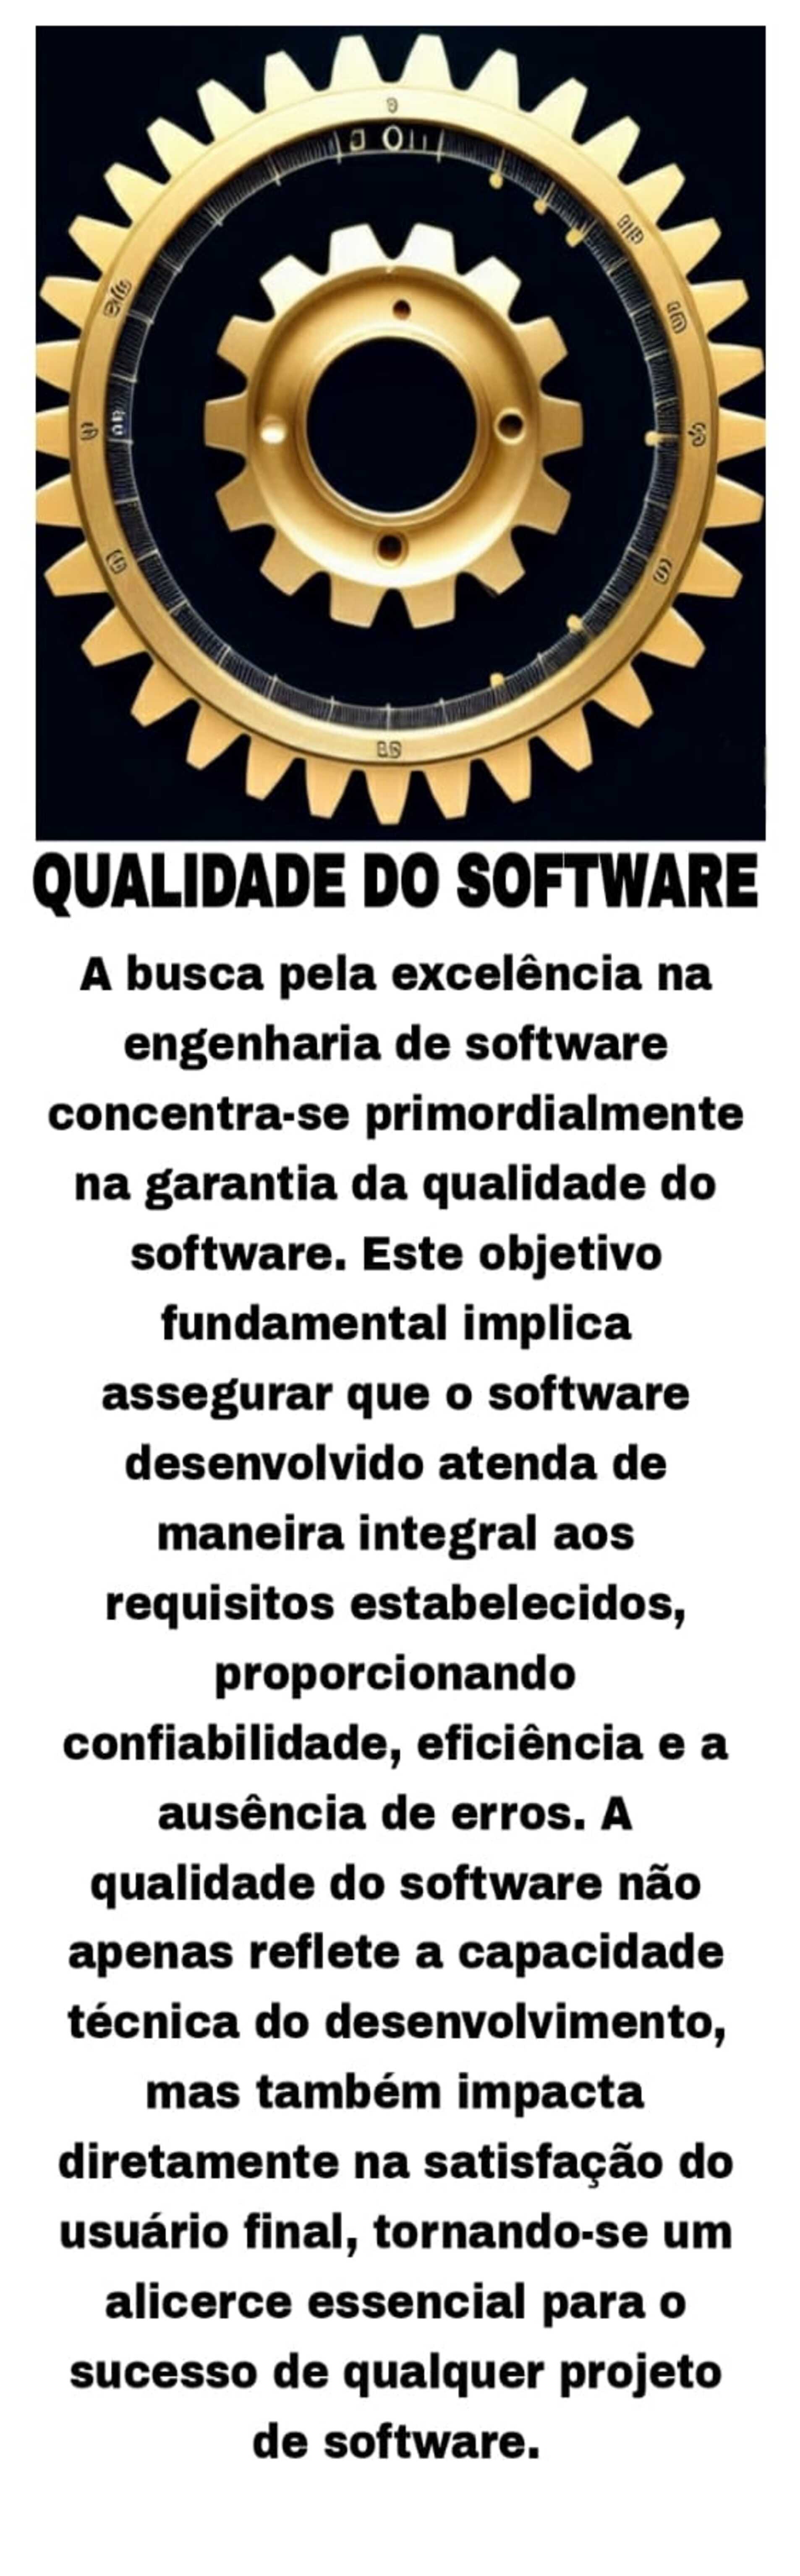 QUALIDADE DO SOFTWARE
A busca pela excelência na
engenharia de software
concentra-se primordialmente
na garantia da qualidade do
software. Este objetivo
fundamental implica
assegurar que o software
desenvolvido atenda de
maneira integral aos
requisitos estabelecidos,
proporcionando
confiabilidade, eficiência e a
ausência de erros. A
qualidade do software não
apenas reflete a capacidade
técnica do desenvolvimento,
mas também impacta
diretamente na satisfação do
usuário final, tornando-se um
alicerce essencial para o
sucesso de qualquer projeto
de software.